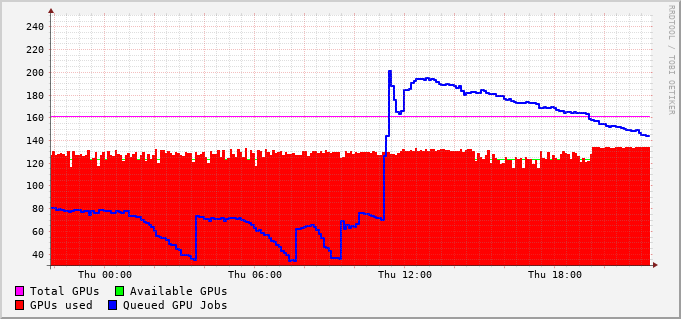 240
220
200
180
160
140
120
100
80
60
40
Thu 00:00 Thu 06:00 Thu 12:00 Thu 18:00
Total GPUs Available GPUs
GPUs used Queued GPU Jobs
RRDTOOL / TOBI OETIKER